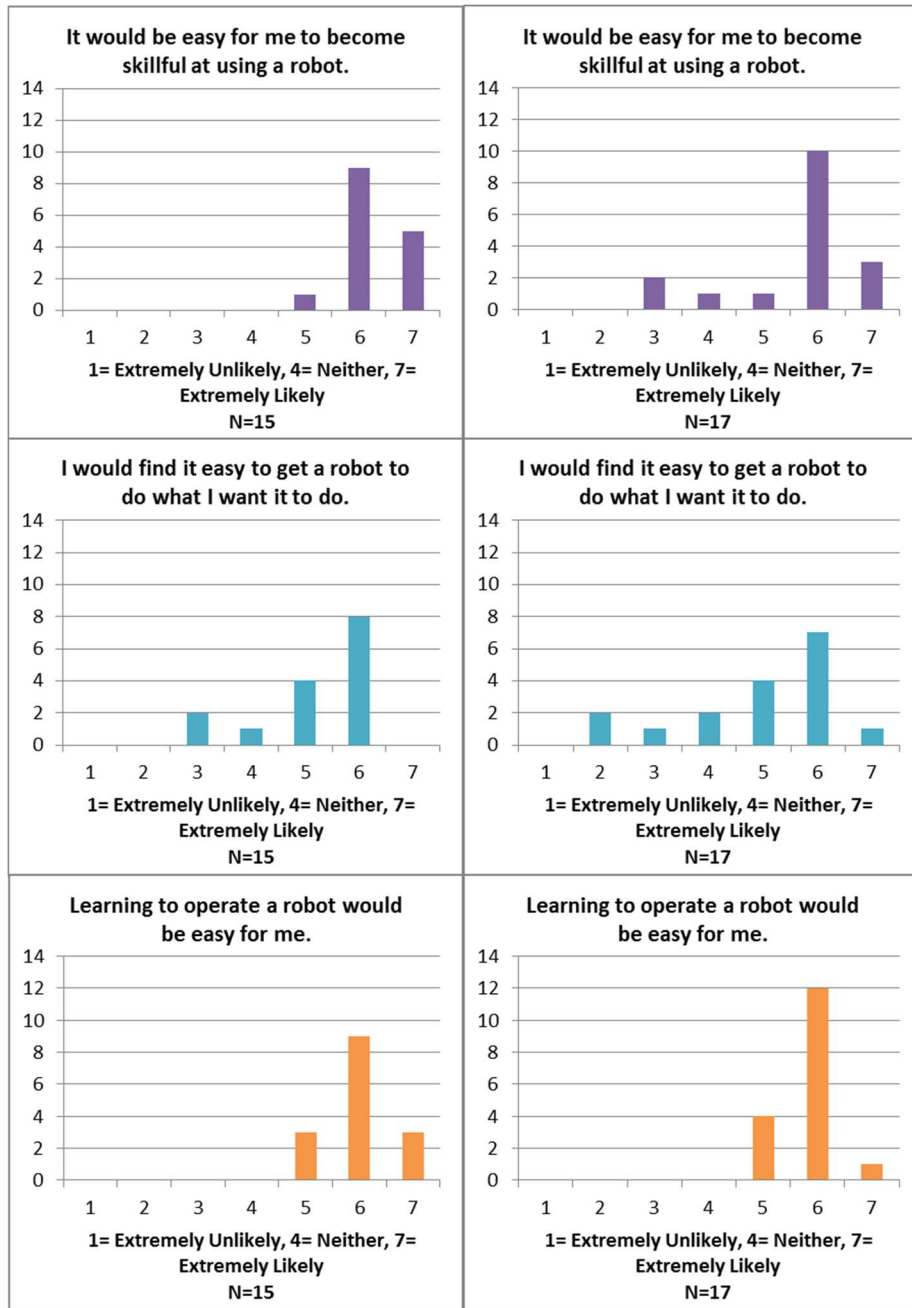 It would be easy for me to become
skillful at using a robot.
14
12
10
8
6
4
2
0
1 2 3 4 5 6 7
1= Extremely Unlikely, 4= Neither, 7=
Extremely Likely
N=15
It would be easy for me to become
skillful at using a robot.
14
12
10
8
6
4
2
0
1 2 3 4 5 6 7
1= Extremely Unlikely, 4= Neither, 7=
Extremely Likely
N=17
I would find it easy to get a robot to
do what I want it to do.
14
12
10
8
6
4
2
0
1 2 3 4 5 6 7
1= Extremely Unlikely, 4= Neither, 7=
Extremely Likely
N=15
I would find it easy to get a robot to
do what I want it to do.
14
12
10
8
6
4
2
0
1 2 3 4 5 6 7
1= Extremely Unlikely, 4= Neither, 7=
Extremely Likely
N=17
Learning to operate a robot would
be easy for me.
14
12
10
8
6
4
2
0
1 2 3 4 5 6 7
1= Extremely Unlikely, 4= Neither, 7=
Extremely Likely
N=15
Learning to operate a robot would
be easy for me.
14
12
10
8
6
4
2
0
1 2 3 4 5 6 7
1= Extremely Unlikely, 4= Neither, 7=
Extremely Likely
N=17